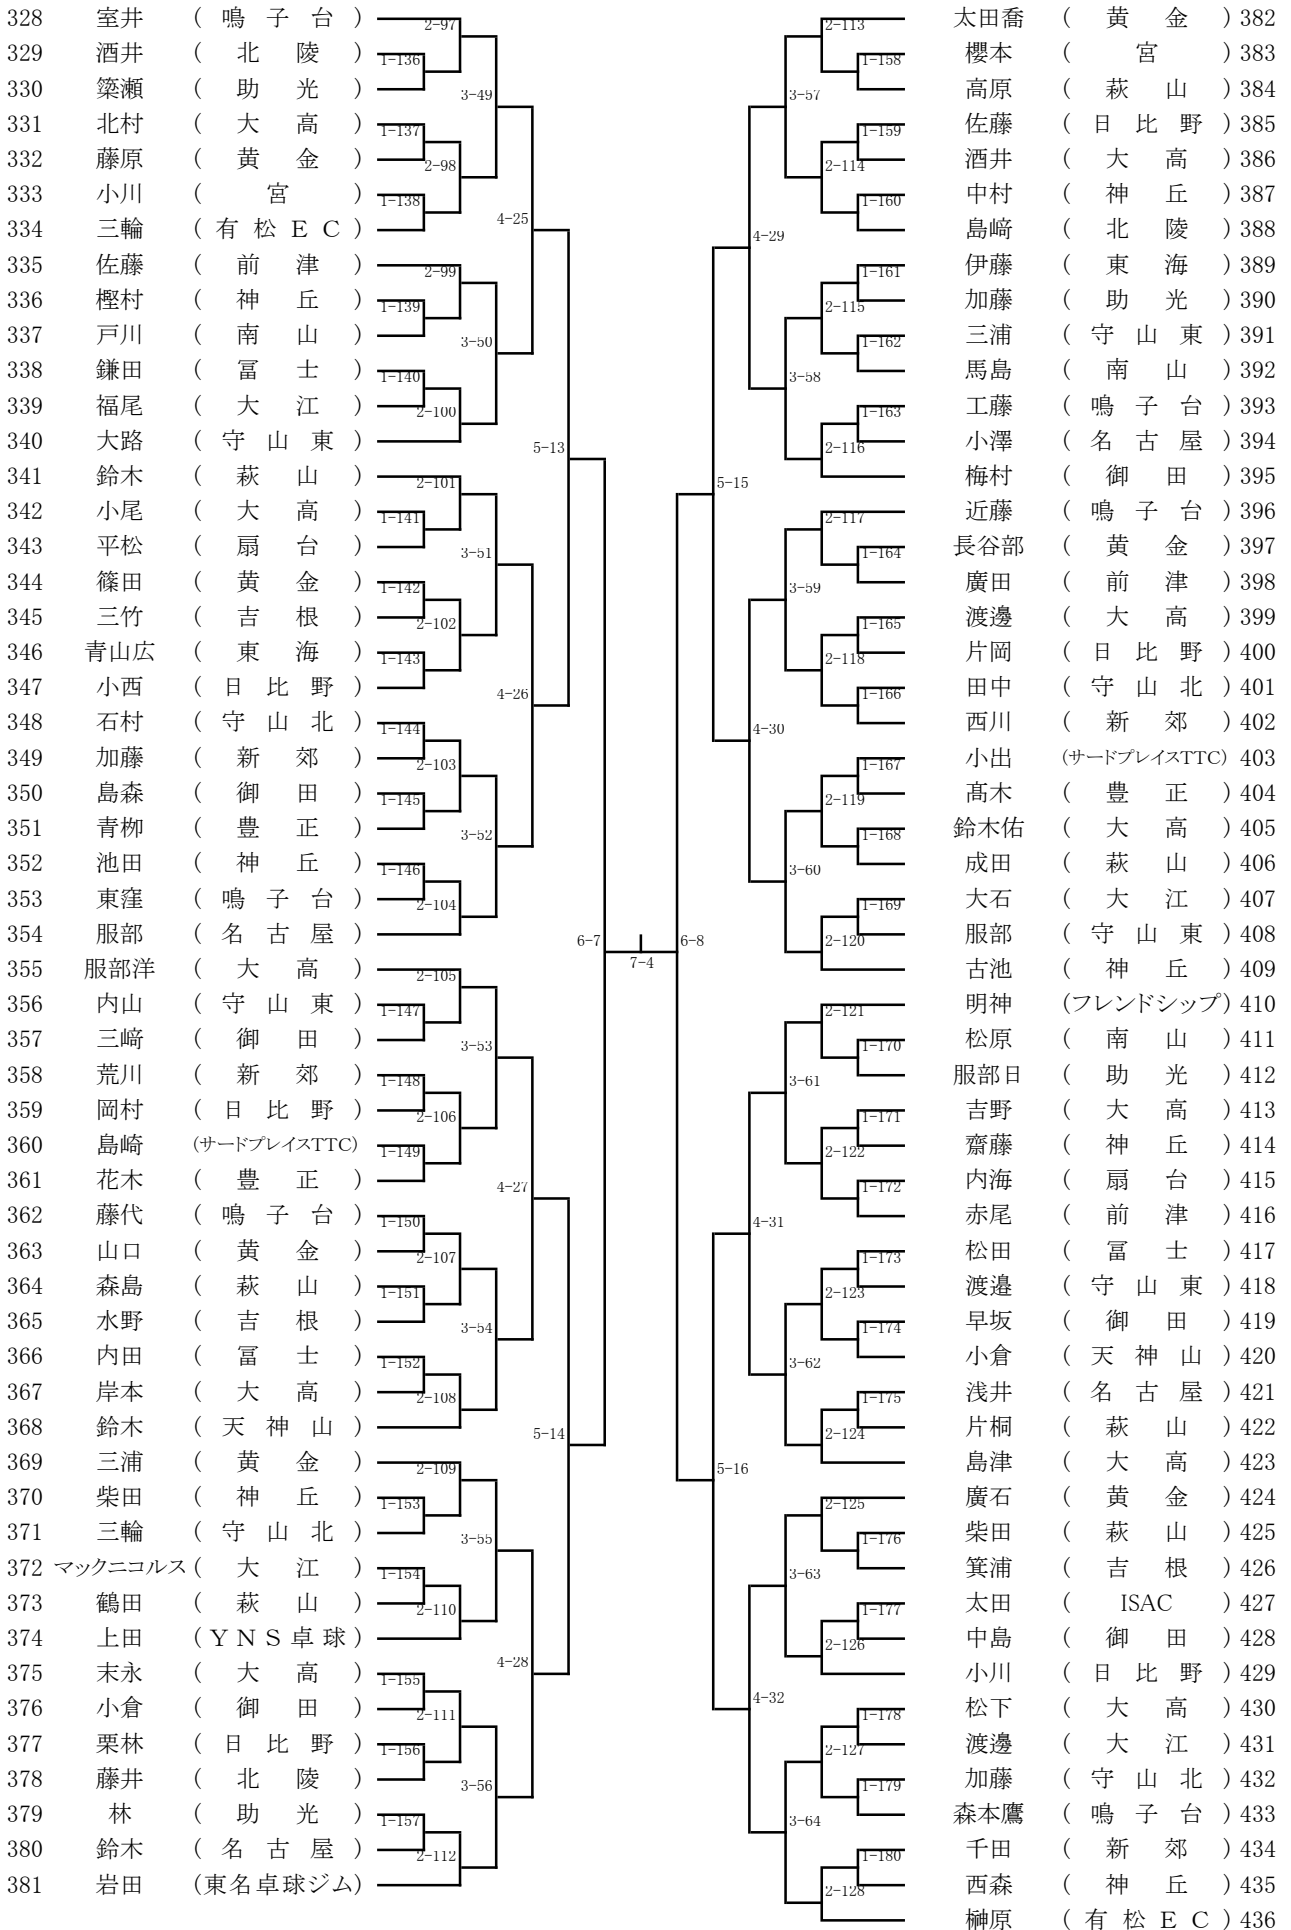 328 室井 ( 鳴 子 台 )
329 酒井 ( 北 陵 )
330 簗瀬 ( 助 光 )
331 北村 ( 大 高 )
332 藤原 ( 黄 金 )
333 小川 ( 宮 )
334 三輪 ( 有 松 E C )
335 佐藤 ( 前 津 )
336 樫村 ( 神 丘 )
337 戸川 ( 南 山 )
338 鎌田 ( 冨 士 )
339 福尾 ( 大 江 )
340 大路 ( 守 山 東 )
341 鈴木 ( 萩 山 )
342 小尾 ( 大 高 )
343 平松 ( 扇 台 )
344 篠田 ( 黄 金 )
345 三竹 ( 吉 根 )
346 青山広 ( 東 海 )
347 小西 ( 日 比 野 )
348 石村 ( 守 山 北 )
349 加藤 ( 新 郊 )
350 島森 ( 御 田 )
351 青栁 ( 豊 正 )
352 池田 ( 神 丘 )
353 東窪 ( 鳴 子 台 )
354 服部 ( 名 古 屋 )
355 服部洋 ( 大 高 )
356 内山 ( 守 山 東 )
357 三﨑 ( 御 田 )
358 荒川 ( 新 郊 )
359 岡村 ( 日 比 野 )
360 島崎 (サードプレイスTTC)
361 花木 ( 豊 正 )
362 藤代 ( 鳴 子 台 )
363 山口 ( 黄 金 )
364 森島 ( 萩 山 )
365 水野 ( 吉 根 )
366 内田 ( 冨 士 )
367 岸本 ( 大 高 )
368 鈴木 ( 天 神 山 )
369 三浦 ( 黄 金 )
370 柴田 ( 神 丘 )
371 三輪 ( 守 山 北 )
372 マックニコルス ( 大 江 )
373 鶴田 ( 萩 山 )
374 上田 ( Y N S 卓 球 )
375 末永 ( 大 高 )
376 小倉 ( 御 田 )
377 栗林 ( 日 比 野 )
378 藤井 ( 北 陵 )
379 林 ( 助 光 )
380 鈴木 ( 名 古 屋 )
381 岩田 (東名卓球ジム)
1-136
1-137
1-138
1-139
1-140
1-141
1-142
1-143
1-144
1-145
1-146
1-147
1-148
1-149
1-150
1-151
1-152
1-153
1-154
1-155
1-156
1-157
2-97
2-98
2-99
2-100
2-101
2-102
2-103
2-104
2-105
2-106
2-107
2-108
2-109
2-110
2-111
2-112
3-49
3-50
3-51
3-52
3-53
3-54
3-55
3-56
4-25
4-26
4-27
4-28
5-13
5-14
6-7
7-4
6-8
5-15
5-16
4-29
4-30
4-31
4-32
3-57
3-58
3-59
3-60
3-61
3-62
3-63
3-64
2-113
2-114
2-115
2-116
2-117
2-118
2-119
2-120
2-121
2-122
2-123
2-124
2-125
2-126
2-127
2-128
1-158
1-159
1-160
1-161
1-162
1-163
1-164
1-165
1-166
1-167
1-168
1-169
1-170
1-171
1-172
1-173
1-174
1-175
1-176
1-177
1-178
1-179
1-180
太田喬 ( 黄 金 ) 382
櫻本 ( 宮 ) 383
高原 ( 萩 山 ) 384
佐藤 ( 日 比 野 ) 385
酒井 ( 大 高 ) 386
中村 ( 神 丘 ) 387
島﨑 ( 北 陵 ) 388
伊藤 ( 東 海 ) 389
加藤 ( 助 光 ) 390
三浦 ( 守 山 東 ) 391
馬島 ( 南 山 ) 392
工藤 ( 鳴 子 台 ) 393
小澤 ( 名 古 屋 ) 394
梅村 ( 御 田 ) 395
近藤 ( 鳴 子 台 ) 396
長谷部 ( 黄 金 ) 397
廣田 ( 前 津 ) 398
渡邊 ( 大 高 ) 399
片岡 ( 日 比 野 ) 400
田中 ( 守 山 北 ) 401
西川 ( 新 郊 ) 402
小出 (サードプレイスTTC) 403
髙木 ( 豊 正 ) 404
鈴木佑 ( 大 高 ) 405
成田 ( 萩 山 ) 406
大石 ( 大 江 ) 407
服部 ( 守 山 東 ) 408
古池 ( 神 丘 ) 409
明神 (フレンドシップ) 410
松原 ( 南 山 ) 411
服部日 ( 助 光 ) 412
吉野 ( 大 高 ) 413
齋藤 ( 神 丘 ) 414
内海 ( 扇 台 ) 415
赤尾 ( 前 津 ) 416
松田 ( 冨 士 ) 417
渡邉 ( 守 山 東 ) 418
早坂 ( 御 田 ) 419
小倉 ( 天 神 山 ) 420
浅井 ( 名 古 屋 ) 421
片桐 ( 萩 山 ) 422
島津 ( 大 高 ) 423
廣石 ( 黄 金 ) 424
柴田 ( 萩 山 ) 425
箕浦 ( 吉 根 ) 426
太田 ( ISAC ) 427
中島 ( 御 田 ) 428
小川 ( 日 比 野 ) 429
松下 ( 大 高 ) 430
渡邊 ( 大 江 ) 431
加藤 ( 守 山 北 ) 432
森本鷹 ( 鳴 子 台 ) 433
千田 ( 新 郊 ) 434
西森 ( 神 丘 ) 435
榊原 ( 有 松 E C ) 436